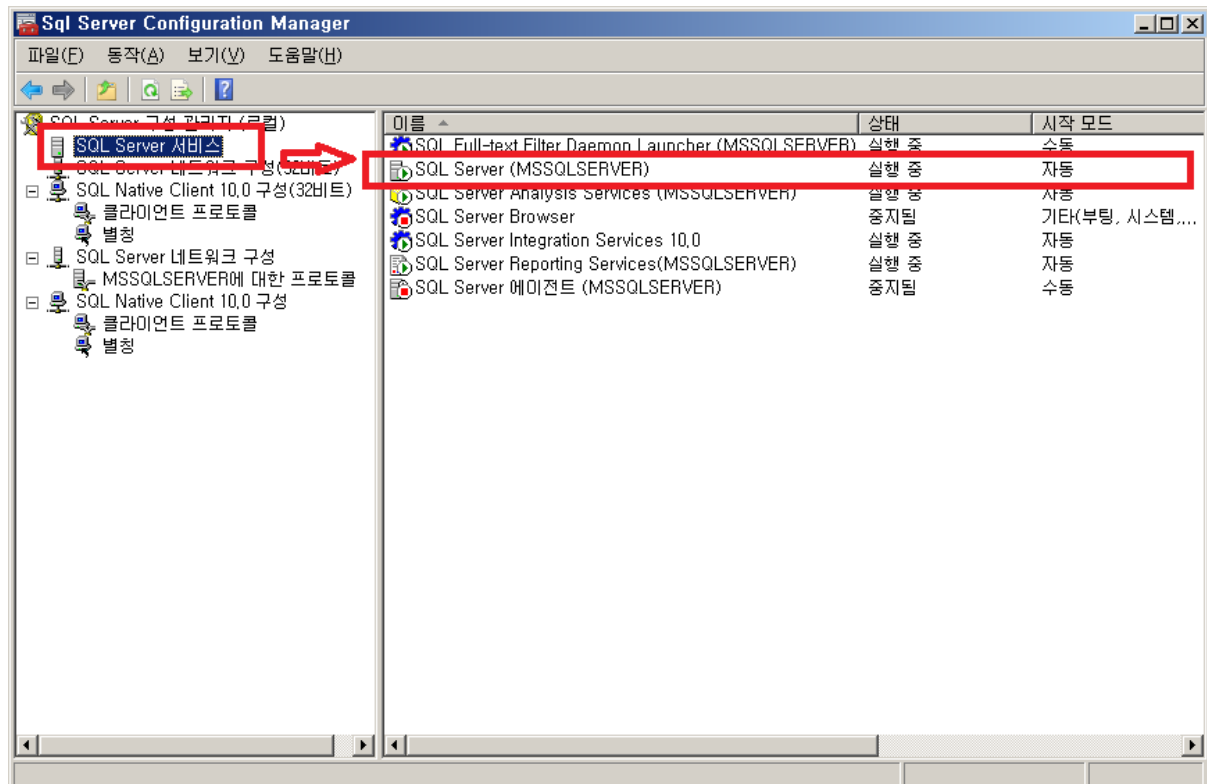 Sql Server Configuration Manager
파일(F) 동작(A) 보기(V) 도움말(H)
SQL Server 구성 관리자 (로컬)
SQL Server 서비스
SQL Server 네트워크 구성(32비트)
SQL Native Client 10,0 구성(32비트)
클라이언트 프로토콜
별칭
SQL Server 네트워크 구성
MSSQLSERVER에 대한 프로토콜
SQL Native Client 10,0 구성
클라이언트 프로토콜
별칭
이름 상태 시작 모드
SQL Full-text Filter Daemon Launcher (MSSQLSERVER) 실행 중 수동
SQL Server (MSSQLSERVER) 실행 중 자동
SQL Server Analysis Services (MSSQLSERVER) 실행 중 자동
SQL Server Browser 중지됨 기타(부팅, 시스템,...
SQL Server Integration Services 10,0 실행 중 자동
SQL Server Reporting Services(MSSQLSERVER) 실행 중 자동
SQL Server 에이전트 (MSSQLSERVER) 중지됨 수동